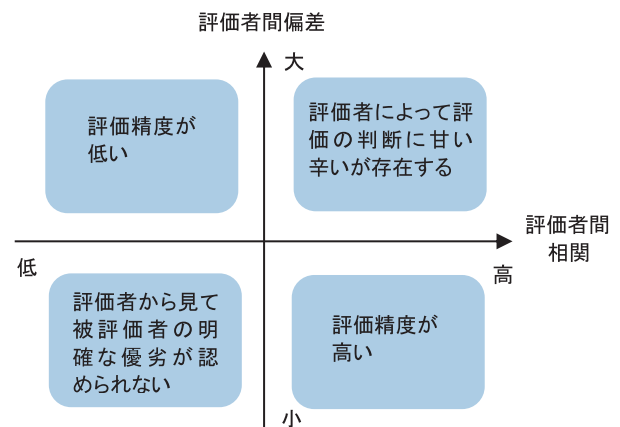 評価者間偏差
大
評価精度が
低い
評価者によって評
価の判断に甘い
辛いが存在する
評価者間
相関
低
高
評価者から見て
被評価者の明
確な優劣が認
められない
評価精度が
高い
小